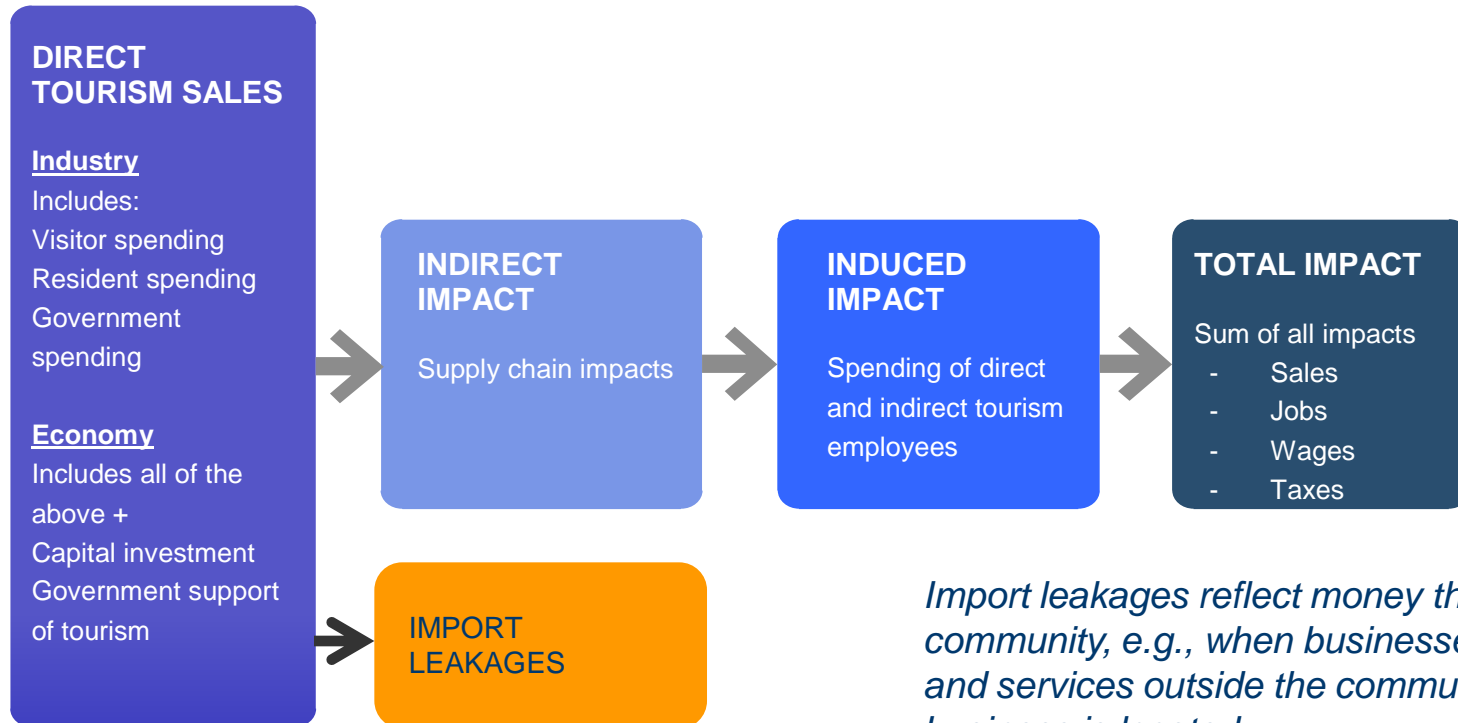 DIRECT
TOURISM SALES
Industry
Includes:
Visitor spending
Resident spending
Government
spending
Economy
Includes all of the
above +
Capital investment
Government support
of tourism
INDIRECT
IMPACT
Supply chain impacts
INDUCED
IMPACT
Spending of direct
and indirect tourism
employees
TOTAL IMPACT
Sum of all impacts
- Sales
- Jobs
- Wages
- Taxes
IMPORT
LEAKAGES
Import leakages reflect money
community, e.g., when
and services outside the